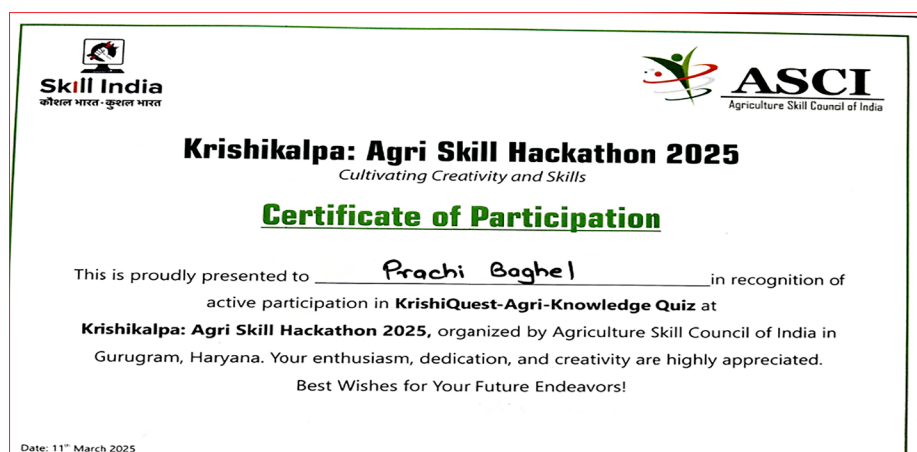 Skill India
कौशल भारत-कुशल भारत
ASCI
Agriculture Skill Council of India
Krishikalpa: Agri Skill Hackathon 2025
Cultivating Creativity and Skills
Certificate of Participation
This is proudly presented to Prachi Baghel in recognition of
active participation in KrishiQuest-Agri-Knowledge Quiz at
Krishikalpa: Agri Skill Hackathon 2025, organized by Agriculture Skill Council of India in
Gurugram, Haryana. Your enthusiasm, dedication, and creativity are highly appreciated.
Best Wishes for Your Future Endeavors!
Date: 11th March 2025